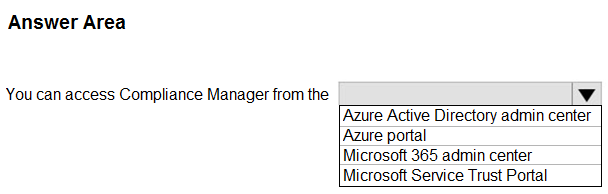 Answer Area
You can access Compliance Manager from the
Azure Active Directory admin center
Azure portal
Microsoft 365 admin center
Microsoft Service Trust Portal